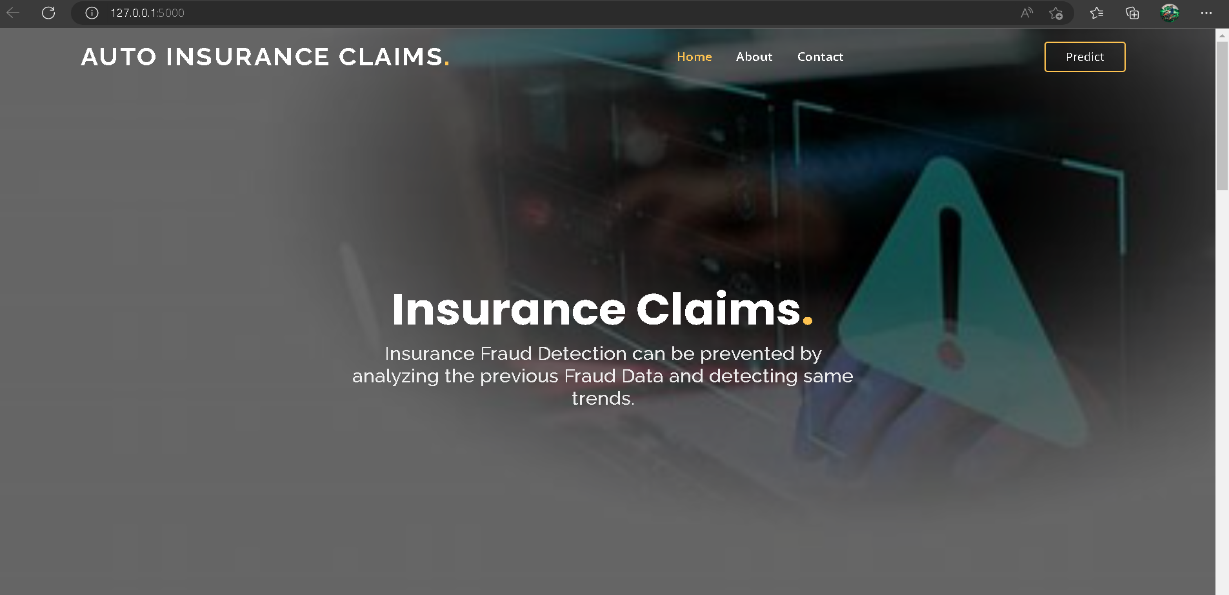 127.0.0.1:5000
AUTO INSURANCE CLAIMS.
Home About Contact
Predict
Insurance Claims.
Insurance Fraud Detection can be prevented by
analyzing the previous Fraud Data and detecting same
trends.